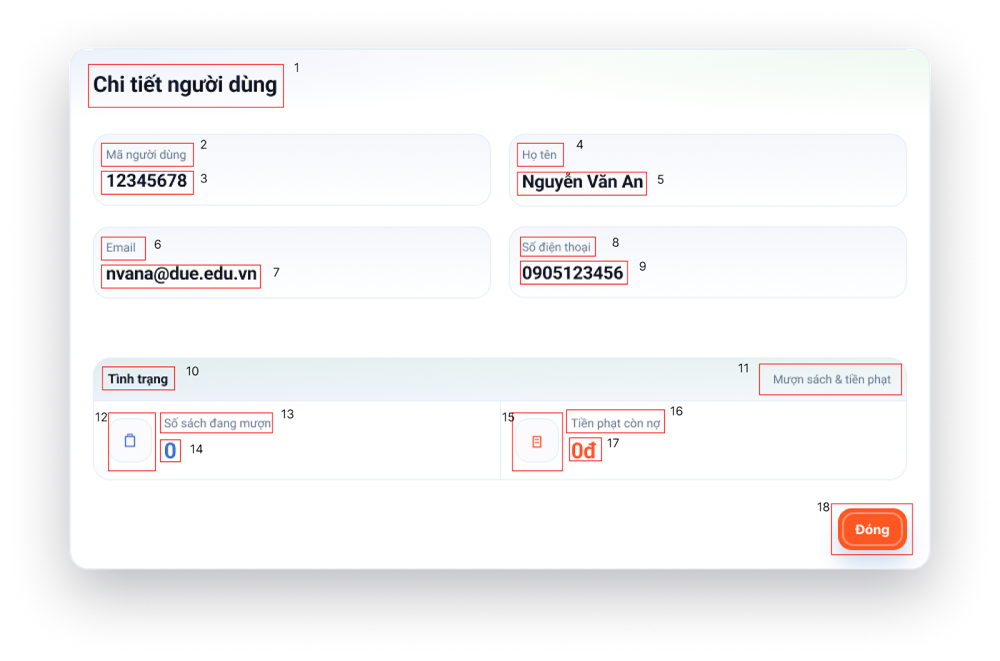 Chi tiết người dùng 1
Mã người dùng 2
12345678 3
Họ tên 4
Nguyễn Văn An 5
Email 6
nvana@due.edu.vn 7
Số điện thoại 8
0905123456 9
Tình trạng 10
11 Mượn sách & tiền phạt
12 Số sách đang mượn 13
0 14
15 Tiền phạt còn nợ 16
0đ 17
18 Đóng